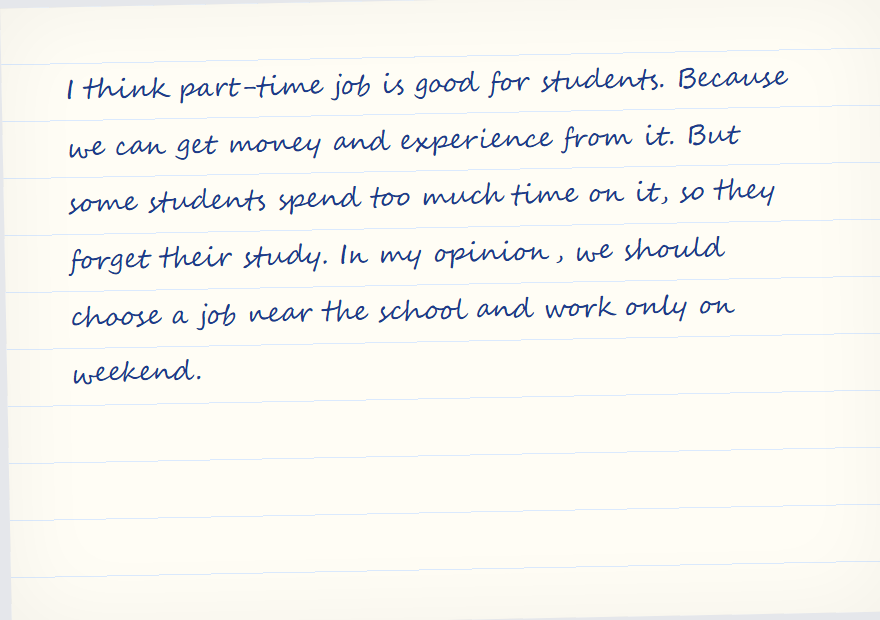 I think part-time job is good for students. Because
we can get money and experience from it. But
some students spend too much time on it, so they
forget their study. In my opinion, we should
choose a job near the school and work only on
weekend.